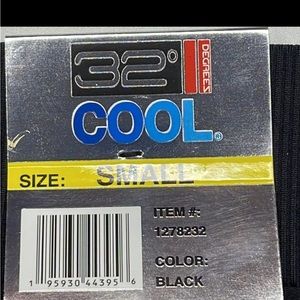 32° DEGREES
COOL®
SIZE: SMALL
ITEM #:
1278232
COLOR:
BLACK
1 95930 44395 6